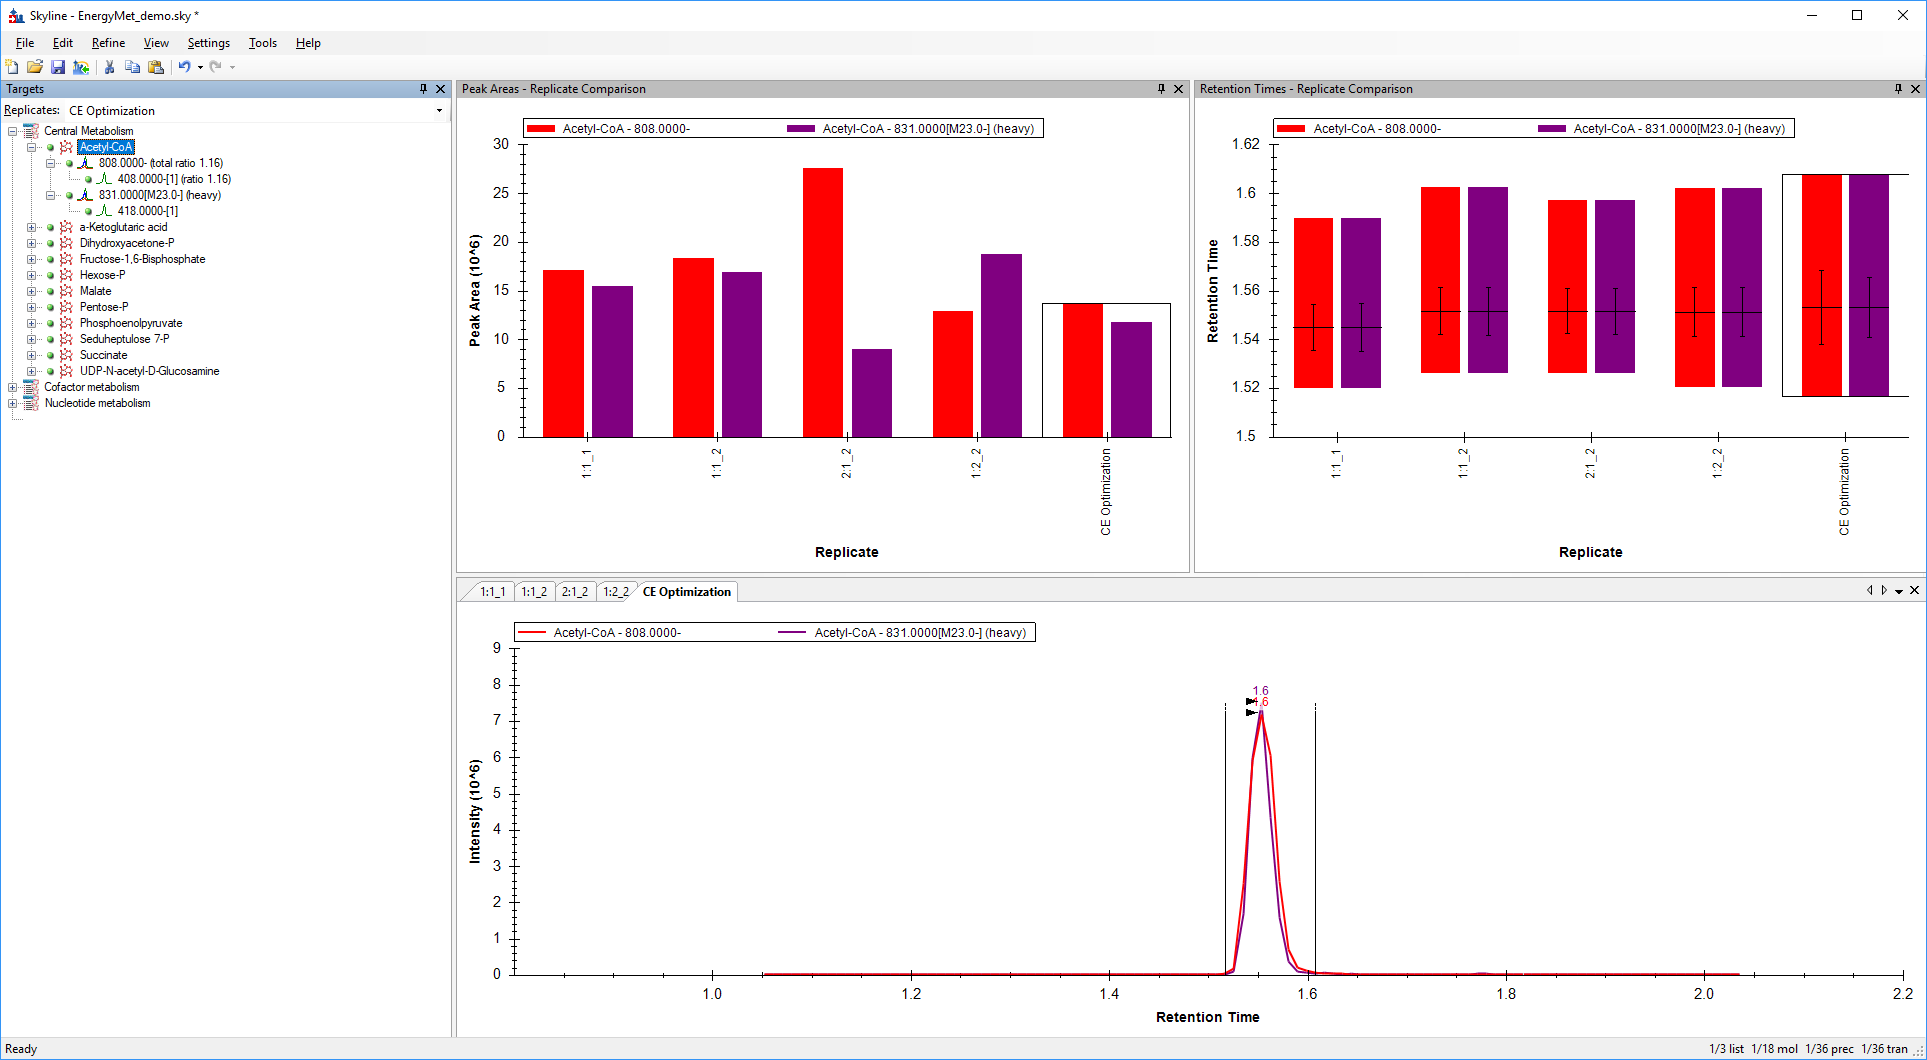 Skyline - EnergyMet_demo.sky *
File Edit Refine View Settings Tools Help
Targets
Replicates: CE Optimization
Central Metabolism
Acetyl-CoA
808.0000- (total ratio 1.16)
408.0000-[1] (ratio 1.16)
831.0000[M23.0-] (heavy)
418.0000-[1]
a-Ketoglutaric acid
Dihydroxyacetone-P
Fructose-1,6-Bisphosphate
Hexose-P
Malate
Pentose-P
Phosphoenolpyruvate
Seduheptulose 7-P
Succinate
UDP-N-acetyl-D-Glucosamine
Cofactor metabolism
Nucleotide metabolism
Peak Areas - Replicate Comparison
Acetyl-CoA - 808.0000- Acetyl-CoA - 831.0000[M23.0-] (heavy)
30
25
20
15
10
5
0
Peak Area (10^6)
1:1_1 1:1_2 2:1_2 1:2_2 CE Optimization
Replicate
Retention Times - Replicate Comparison
Acetyl-CoA - 808.0000- Acetyl-CoA - 831.0000[M23.0-] (heavy)
1.62
1.6
1.58
1.56
1.54
1.52
1.5
Retention Time
1:1_1 1:1_2 2:1_2 1:2_2 CE Optimization
Replicate
1:1_1 1:1_2 2:1_2 1:2_2 CE Optimization
Acetyl-CoA - 808.0000- Acetyl-CoA - 831.0000[M23.0-] (heavy)
9
8
7
6
5
4
3
2
1
0
Intensity (10^6)
1.6
1.6
1.0 1.2 1.4 1.6 1.8 2.0 2.2
Retention Time
Ready
1/3 list 1/18 mol 1/36 prec 1/36 tran